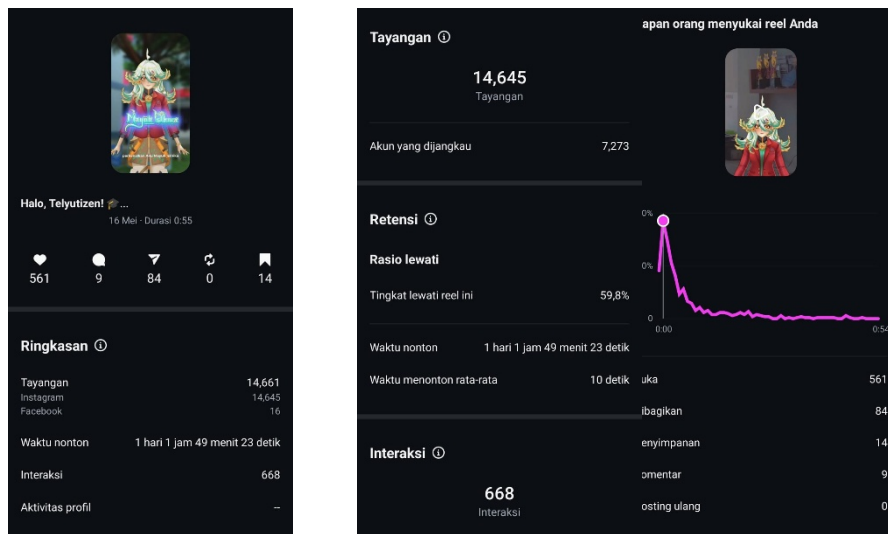 Halo, Telyutizen! 🎓...
16 Mei · Durasi 0:55
561 9 84 0 14
Ringkasan
Tayangan 14,661
Instagram 14,645
Facebook 16
Waktu nonton 1 hari 1 jam 49 menit 23 detik
Interaksi 668
Aktivitas profil --
Tayangan
14,645
Tayangan
Akun yang dijangkau 7,273
Retensi
Rasio lewati
Tingkat lewati reel ini 59,8%
Waktu nonton 1 hari 1 jam 49 menit 23 detik
Waktu menonton rata-rata 10 detik
Interaksi
668
Interaksi
apan orang menyukai reel Anda
0%
0%
0
0:00 0:54
uka 561
ibagikan 84
enyimpanan 14
omentar 9
osting ulang 0